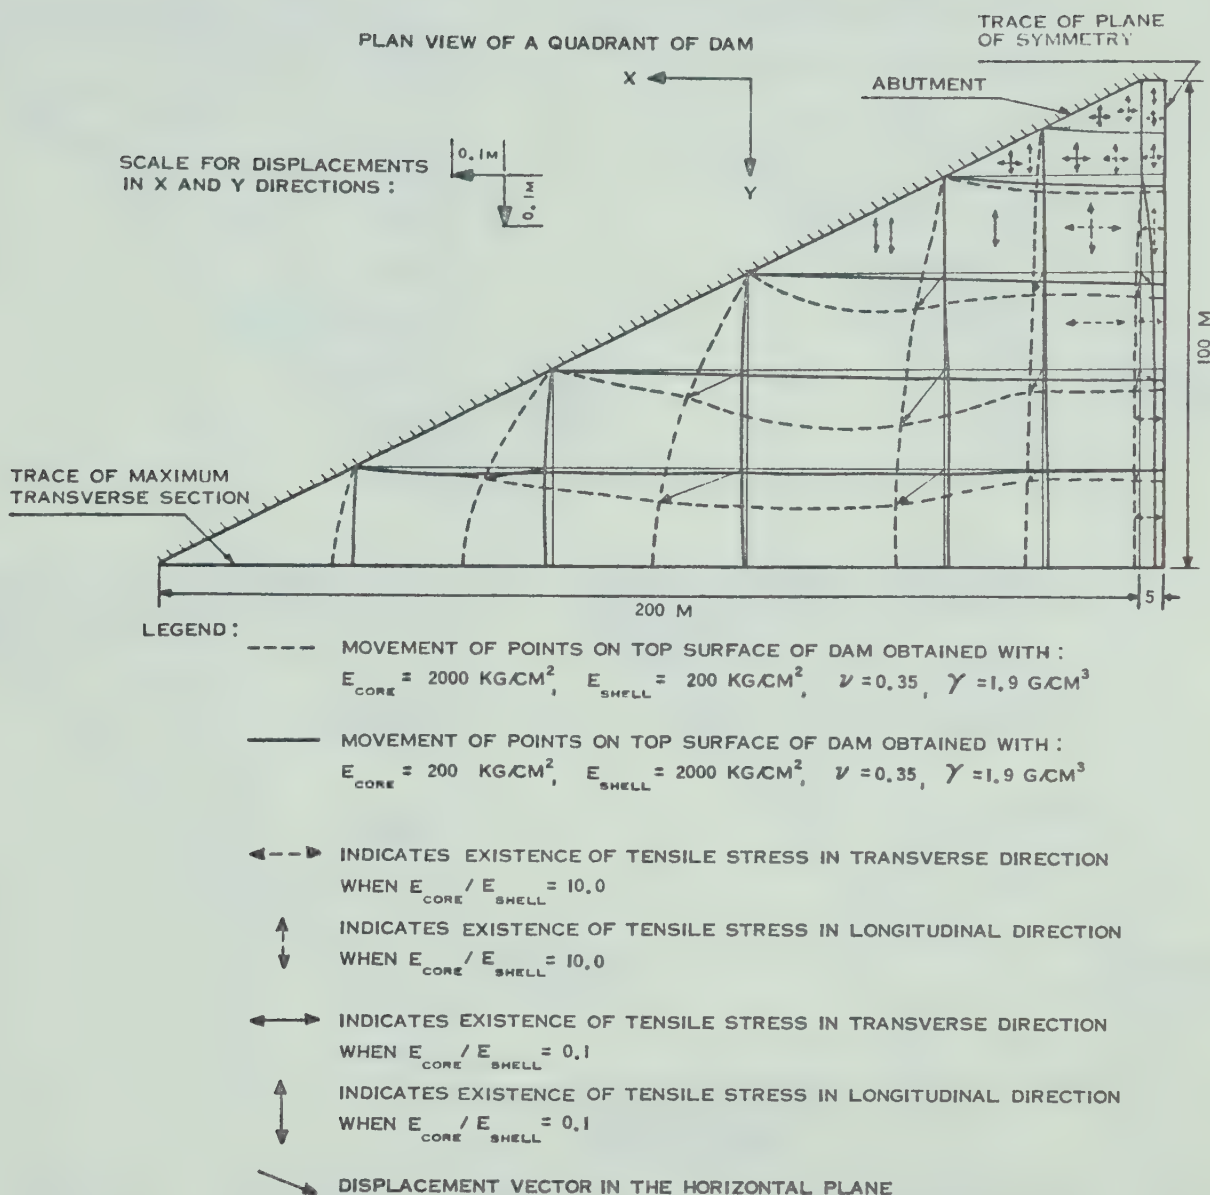 PLAN VIEW OF A QUADRANT OF DAM
TRACE OF PLANE
OF SYMMETRY
X
Y
ABUTMENT
SCALE FOR DISPLACEMENTS
IN X AND Y DIRECTIONS :
0.1M
0.1M
100 M
TRACE OF MAXIMUM
TRANSVERSE SECTION
200 M
5
LEGEND :
MOVEMENT OF POINTS ON TOP SURFACE OF DAM OBTAINED WITH :
E CORE = 2000 KG/CM², E SHELL = 200 KG/CM², ν = 0.35, γ = 1.9 G/CM³
MOVEMENT OF POINTS ON TOP SURFACE OF DAM OBTAINED WITH :
E CORE = 200 KG/CM², E SHELL = 2000 KG/CM², ν = 0.35, γ = 1.9 G/CM³
INDICATES EXISTENCE OF TENSILE STRESS IN TRANSVERSE DIRECTION
WHEN E CORE / E SHELL = 10.0
INDICATES EXISTENCE OF TENSILE STRESS IN LONGITUDINAL DIRECTION
WHEN E CORE / E SHELL = 10.0
INDICATES EXISTENCE OF TENSILE STRESS IN TRANSVERSE DIRECTION
WHEN E CORE / E SHELL = 0.1
INDICATES EXISTENCE OF TENSILE STRESS IN LONGITUDINAL DIRECTION
WHEN E CORE / E SHELL = 0.1
DISPLACEMENT VECTOR IN THE HORIZONTAL PLANE